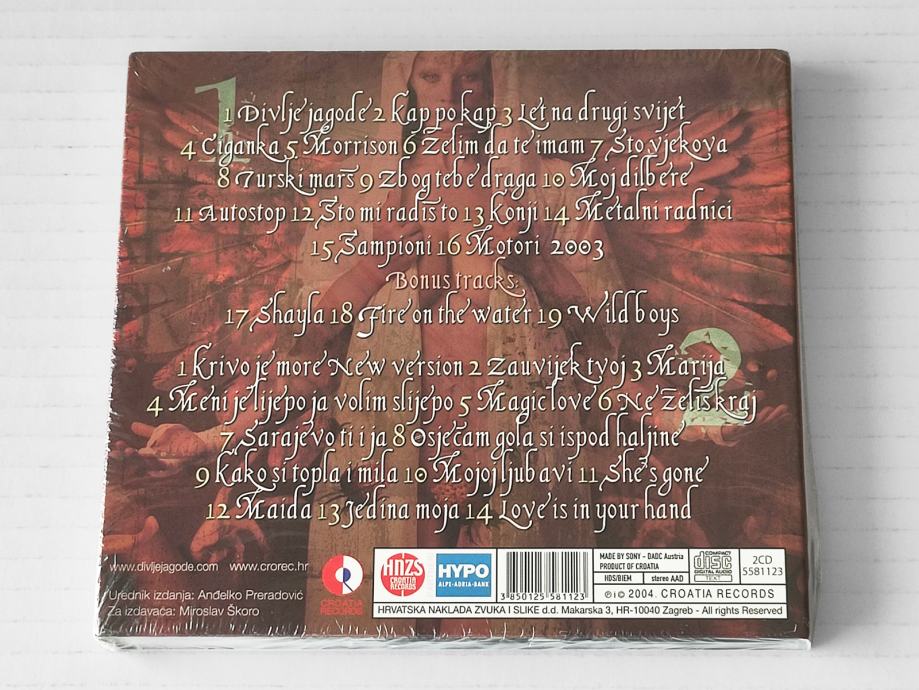 1
1 Divlje jagode 2 Kap po kap 3 Let na drugi svijet
4 Ciganka 5 Morrison 6 Želim da te imam 7 Sto vjekova
8 Turski marš 9 Zbog tebe draga 10 Moj dilbere
11 Autostop 12 Što mi radiš to 13 Konji 14 Metalni radnici
15 Šampioni 16 Motori 2003
Bonus tracks:
17 Shayla 18 Fire on the water 19 Wild boys
2
1 Krivo je more New version 2 Zauvijek tvoj 3 Marija
4 Meni je lijepo ja volim slijepo 5 Magic love 6 Ne želiš kraj
7 Sarajevo ti i ja 8 Osjećam gola si ispod haljine
9 Kako si topla i mila 10 Mojoj ljubavi 11 She's gone
12 Maida 13 Jedina moja 14 Love is in your hand
www.divljejagode.com www.crorec.hr
Urednik izdanja: Anđelko Preradović
Za izdavača: Miroslav Škoro
CROATIA
RECORDS
HNZS
CROATIA
RECORDS
HYPO
ALPE-ADRIA-BANK
3 850125 581123
MADE BY SONY - DADC Austria
PRODUCT OF CROATIA
HDS/BIEM stereo AAD
COMPACT
disc
DIGITAL AUDIO
TEXT
2CD
5581123
℗ i © 2004. CROATIA RECORDS
HRVATSKA NAKLADA ZVUKA I SLIKE d.d. Makarska 3, HR-10040 Zagreb - All rights Reserved